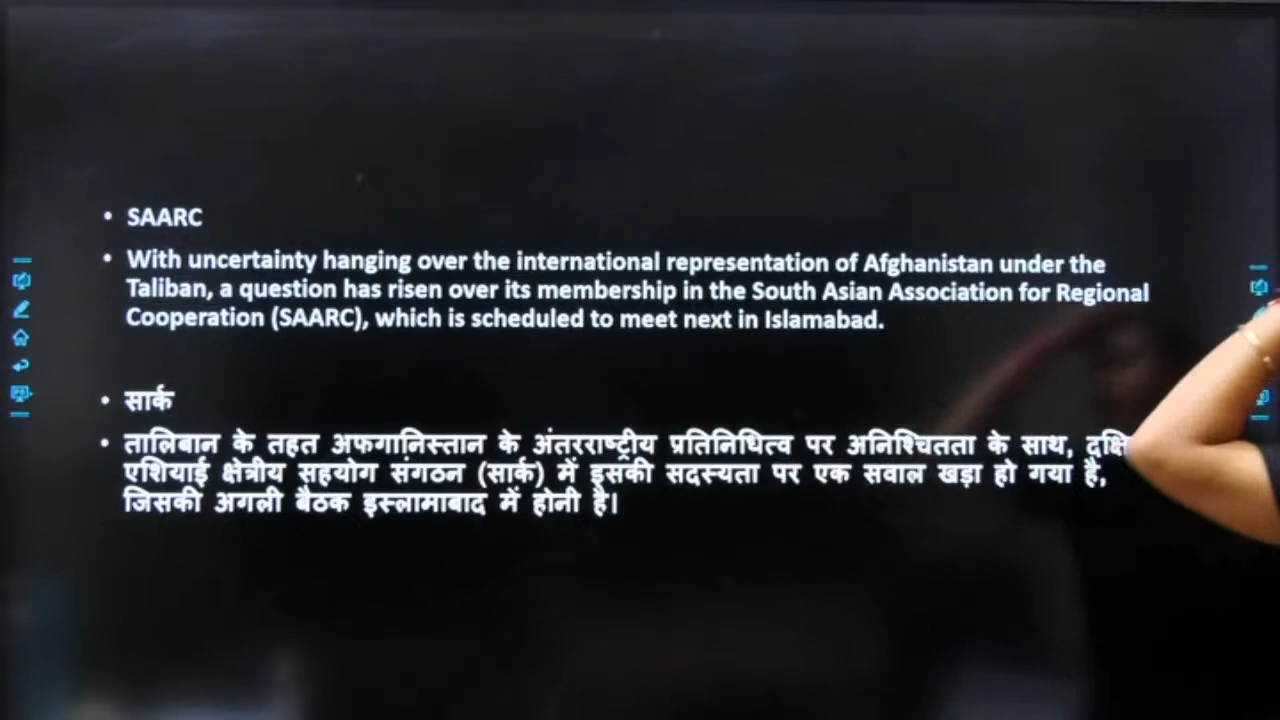 • SAARC
• With uncertainty hanging over the international representation of Afghanistan under the
Taliban, a question has risen over its membership in the South Asian Association for Regional
Cooperation (SAARC), which is scheduled to meet next in Islamabad.
• सार्क
• तालिबान के तहत अफगानिस्तान के अंतरराष्ट्रीय प्रतिनिधित्व पर अनिश्चितता के साथ,
एशियाई क्षेत्रीय सहयोग संगठन (सार्क) में इसकी सदस्यता पर एक सवाल खड़ा हो गया है,
जिसकी अगली बैठक इस्लामाबाद में होनी है।